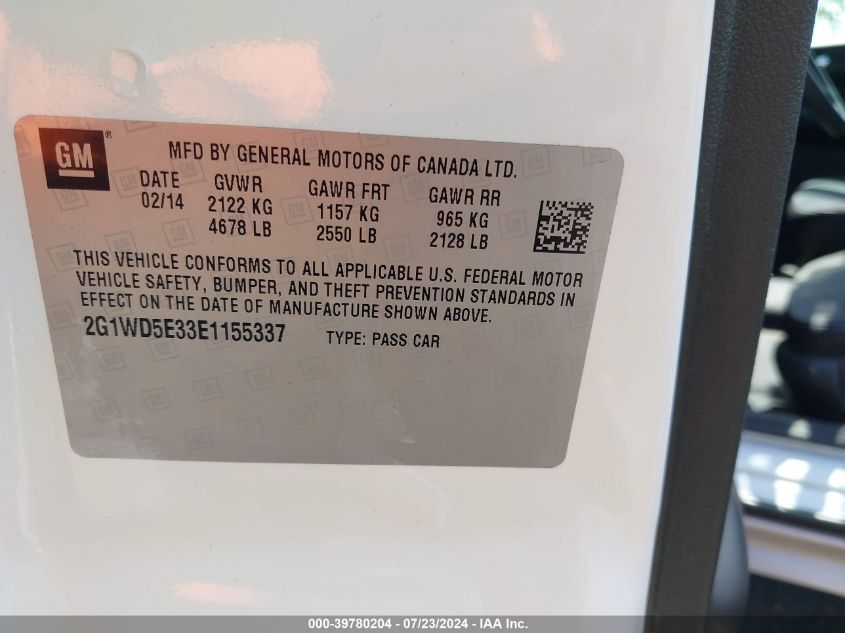 GM®
MFD BY GENERAL MOTORS OF CANADA LTD.
DATE GVWR GAWR FRT GAWR RR
02/14 2122 KG 1157 KG 965 KG
4678 LB 2550 LB 2128 LB
THIS VEHICLE CONFORMS TO ALL APPLICABLE U.S. FEDERAL MOTOR
VEHICLE SAFETY, BUMPER, AND THEFT PREVENTION STANDARDS IN
EFFECT ON THE DATE OF MANUFACTURE SHOWN ABOVE.
2G1WD5E33E1155337 TYPE: PASS CAR
000-39780204 - 07/23/2024 - IAA Inc.